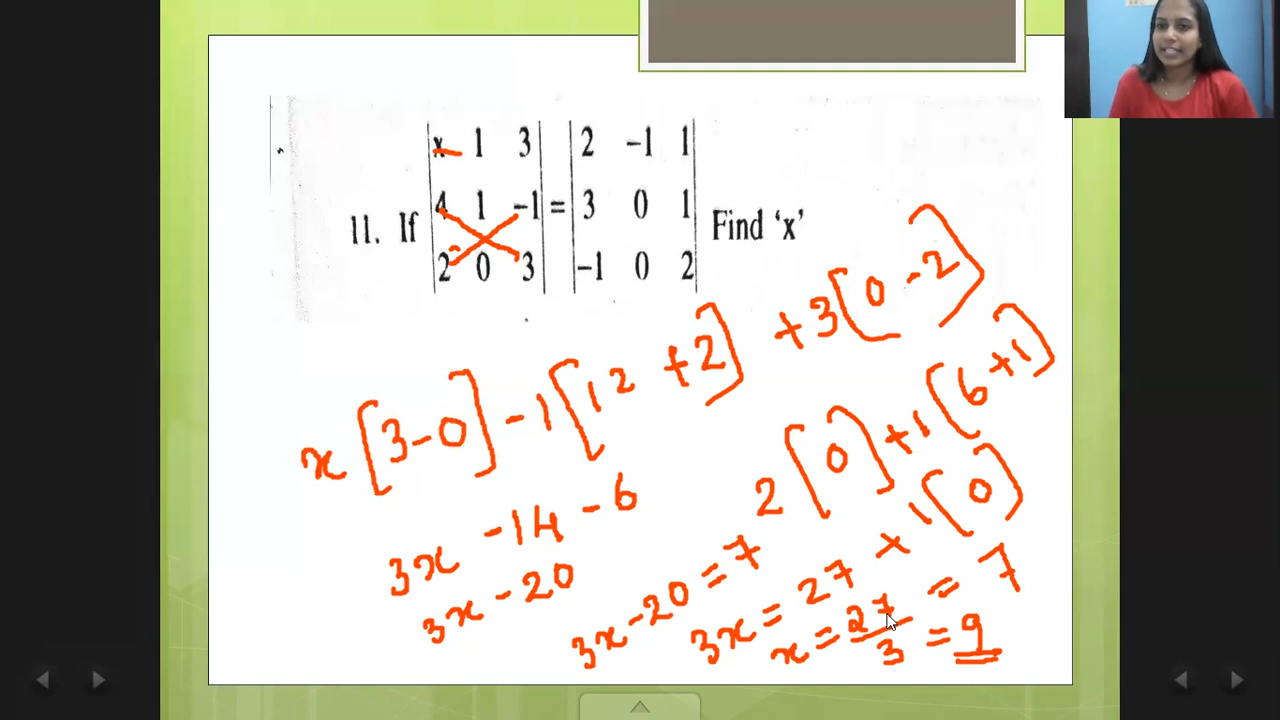 x 1 3 2 -1 1
4 1 -1 = 3 0 1
11. If Find 'x'
2 0 3 -1 0 2
x [3-0] -1 [12 +2] +3 [0 -2]
3x -14 -6
3x -20
2 [0] +1 [6 +1]
+ 1 [0]
= 7
3x -20 = 7
3x = 27
x = 27/3 = 9